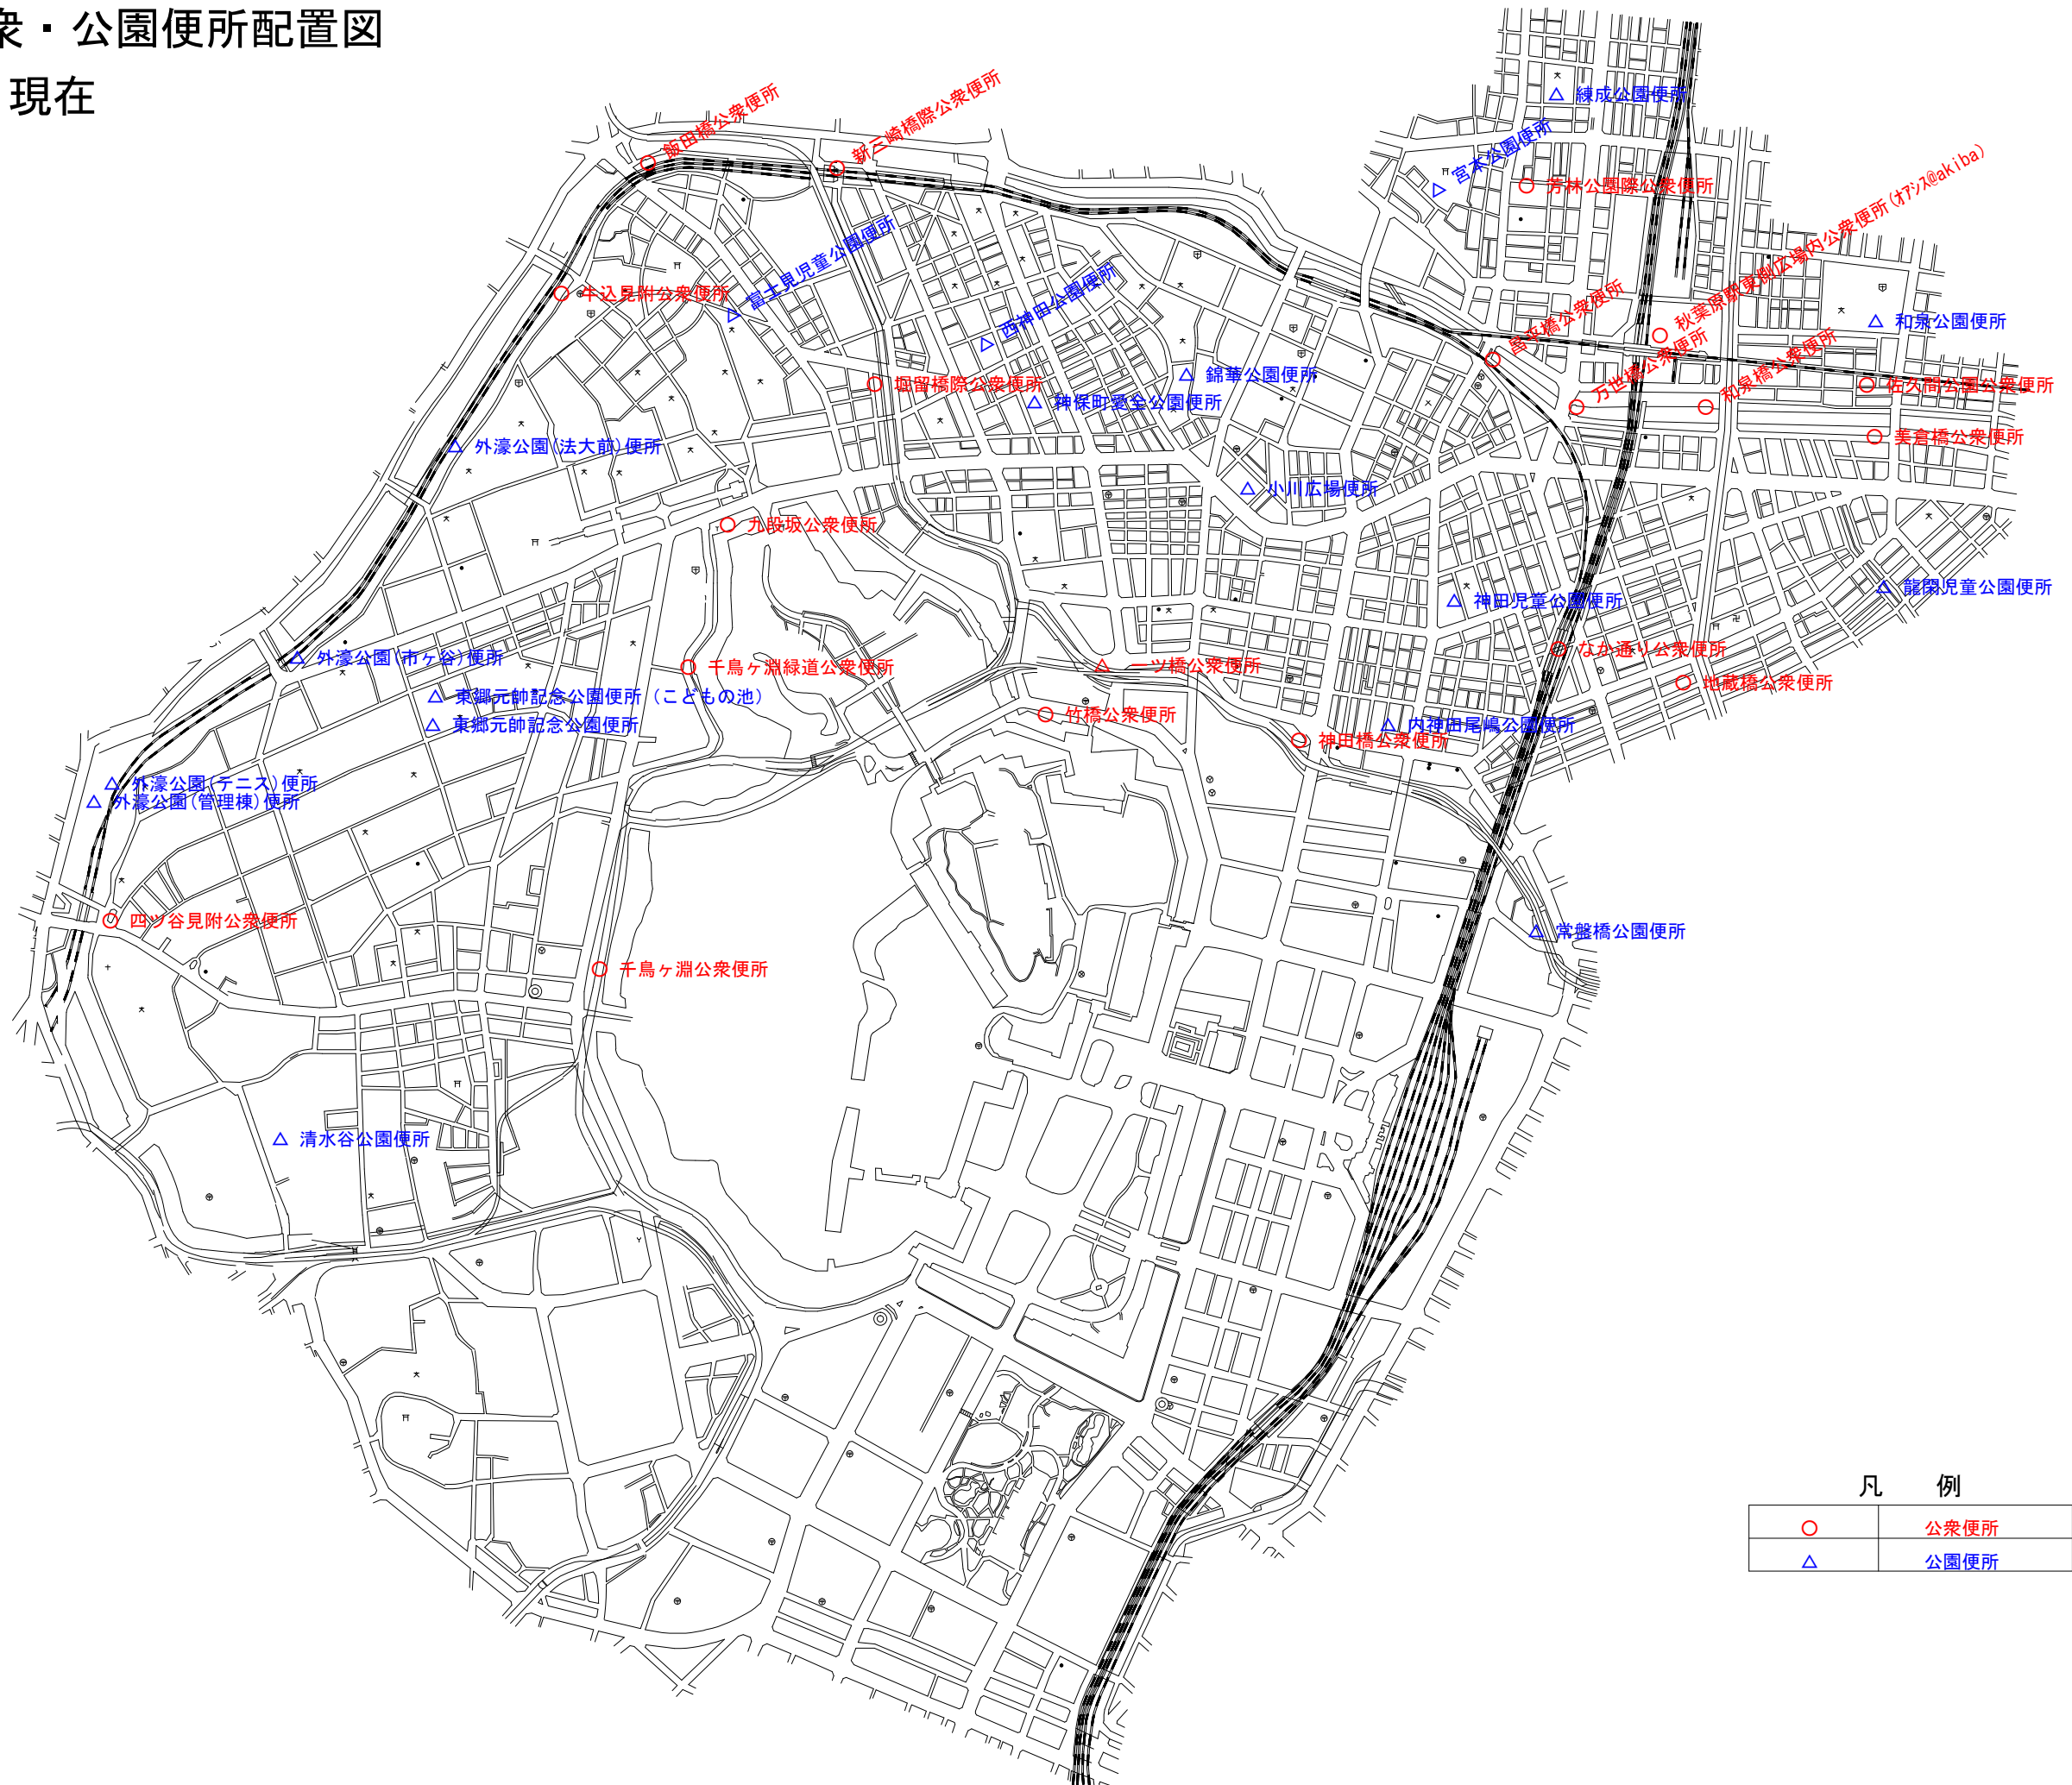 衆・公園便所配置図
現在
飯田橋公衆便所
新三崎橋際公衆便所
練成公園便所
宮本公園便所
芳林公園際公衆便所
秋葉原駅東側広場内公衆便所(オアシス@akiba)
富士見児童公園便所
牛込見附公衆便所
西神田公園便所
昌平橋公衆便所
和泉公園便所
万世橋公衆便所
和泉橋公衆便所
堀留橋際公衆便所
錦華公園便所
神保町愛全公園便所
佐久間公園公衆便所
美倉橋公衆便所
外濠公園(法大前)便所
小川広場便所
九段坂公衆便所
神田児童公園便所
龍閑児童公園便所
外濠公園(市ヶ谷)便所
千鳥ヶ淵緑道公衆便所
一ツ橋公衆便所
なか通り公衆便所
地蔵橋公衆便所
東郷元帥記念公園便所(こどもの池)
東郷元帥記念公園便所
竹橋公衆便所
神田橋公衆便所
内神田尾嶋公園便所
外濠公園(テニス)便所
外濠公園(管理棟)便所
四ツ谷見附公衆便所
常盤橋公園便所
千鳥ヶ淵公衆便所
清水谷公園便所
凡 例
○ 公衆便所
△ 公園便所